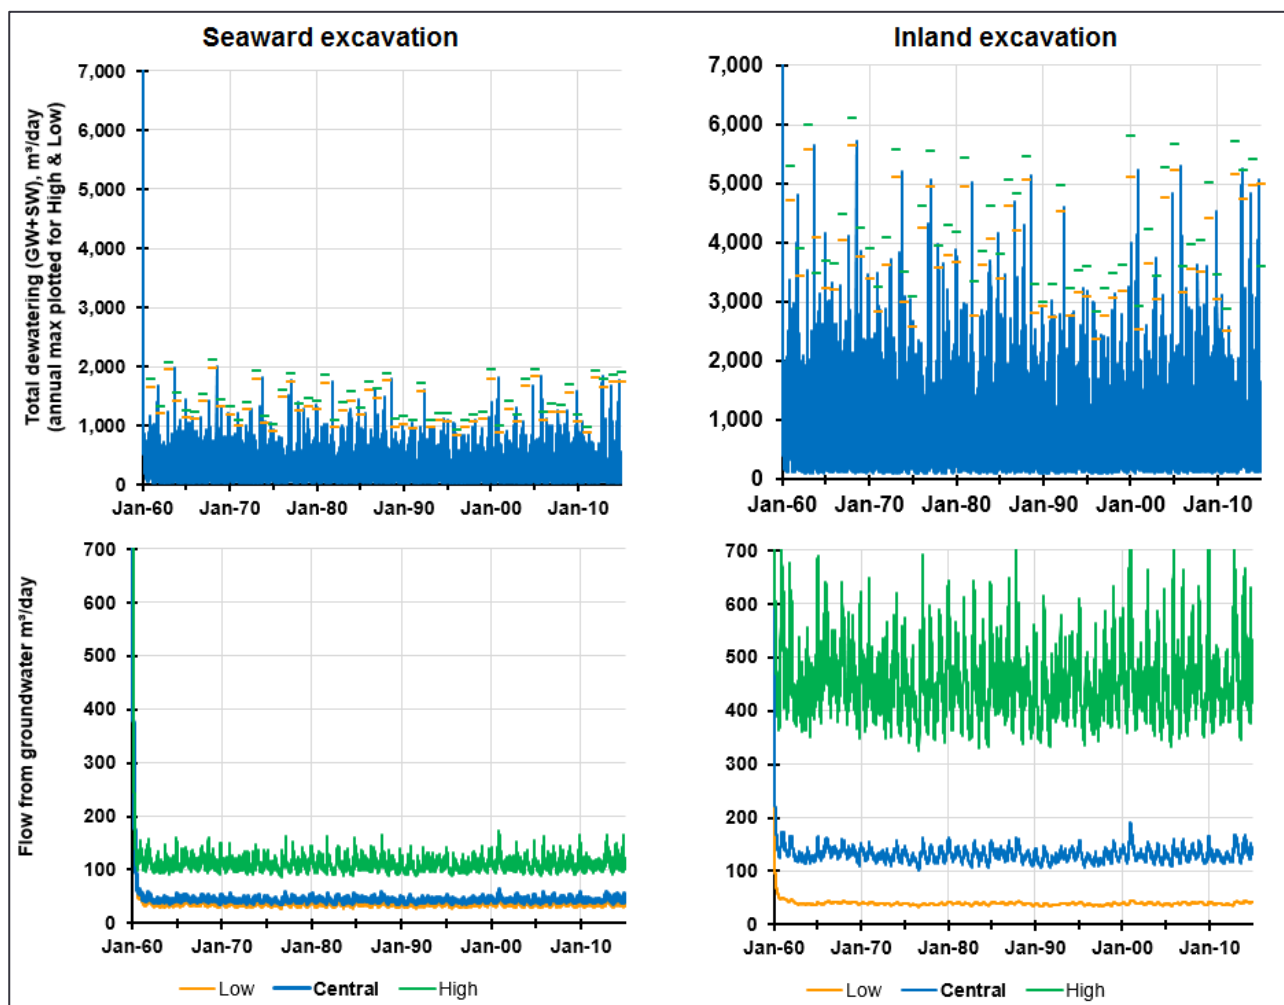 Seaward excavation
Inland excavation
Total dewatering (GW+SW), m³/day
(annual max plotted for High & Low)
7,000
6,000
5,000
4,000
3,000
2,000
1,000
0
Jan-60 Jan-70 Jan-80 Jan-90 Jan-00 Jan-10
7,000
6,000
5,000
4,000
3,000
2,000
1,000
0
Jan-60 Jan-70 Jan-80 Jan-90 Jan-00 Jan-10
Flow from groundwater m³/day
700
600
500
400
300
200
100
0
Jan-60 Jan-70 Jan-80 Jan-90 Jan-00 Jan-10
Low Central High
700
600
500
400
300
200
100
0
Jan-60 Jan-70 Jan-80 Jan-90 Jan-00 Jan-10
Low Central High